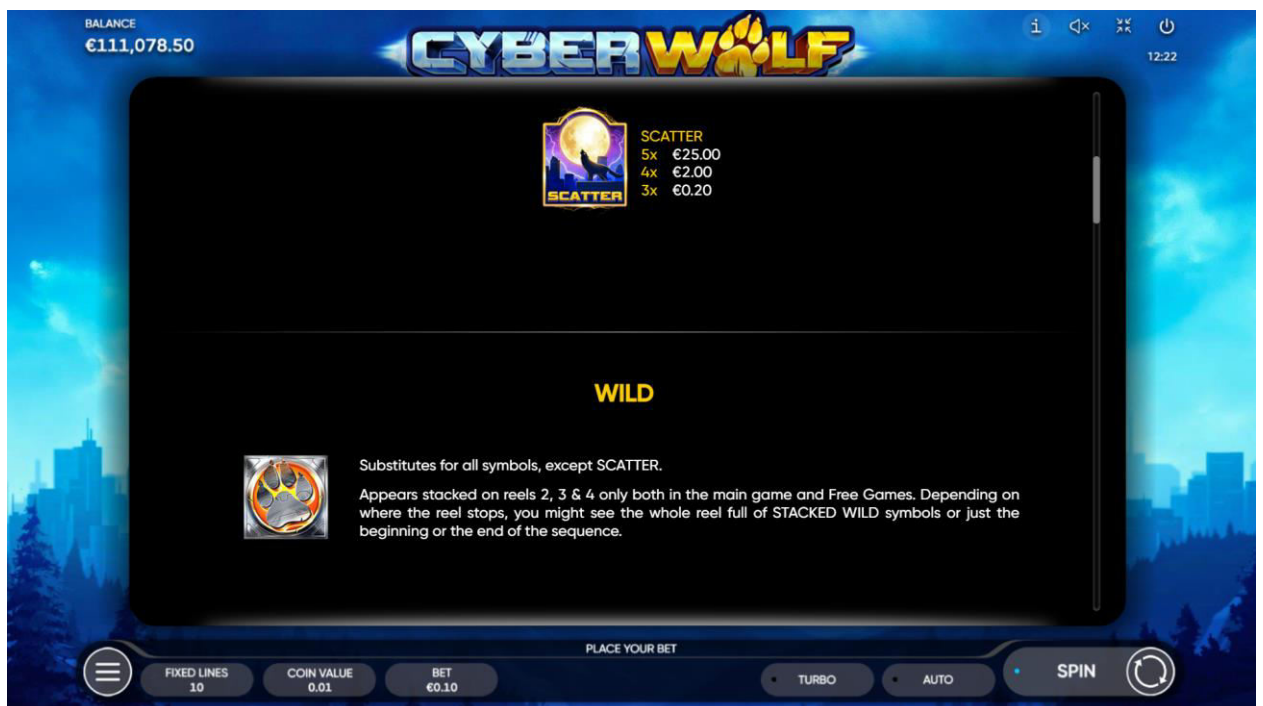 BALANCE
€111,078.50
CYBER WOLF
i
12:22
SCATTER
SCATTER
5x €25.00
4x €2.00
3x €0.20
WILD
Substitutes for all symbols, except SCATTER.
Appears stacked on reels 2, 3 & 4 only both in the main game and Free Games. Depending on
where the reel stops, you might see the whole reel full of STACKED WILD symbols or just the
beginning or the end of the sequence.
PLACE YOUR BET
FIXED LINES
10
COIN VALUE
0.01
BET
€0.10
TURBO
AUTO
SPIN